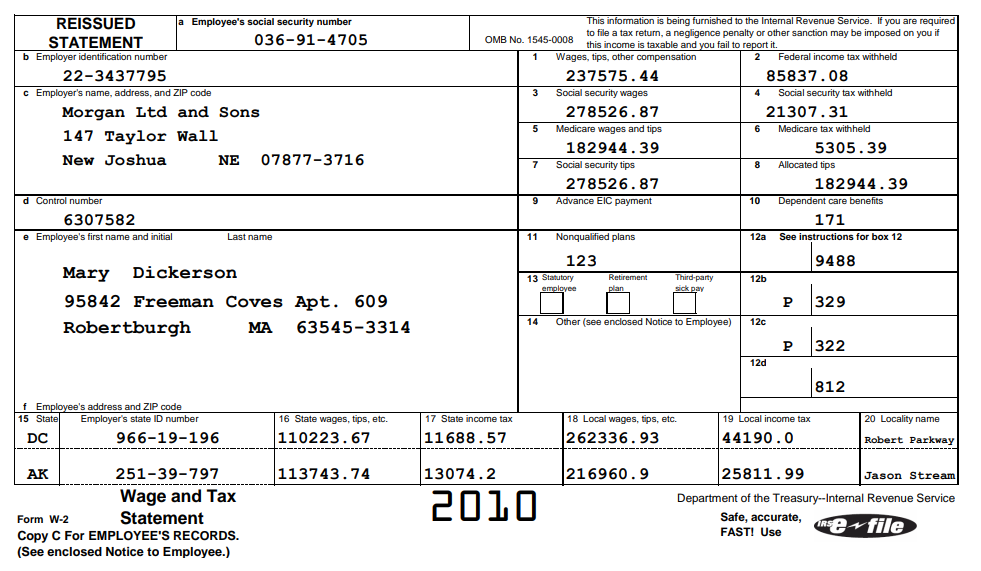 REISSUED STATEMENT
a Employee's social security number
036-91-4705
OMB No. 1545-0008
This information is being furnished to the Internal Revenue Service. If you are required
to file a tax return, a negligence penalty or other sanction may be imposed on you if
this income is taxable and you fail to report it.
b Employer identification number
22-3437795
1 Wages, tips, other compensation
237575.44
2 Federal income tax withheld
85837.08
c Employer's name, address, and ZIP code
Morgan Ltd and Sons
147 Taylor Wall
New Joshua NE 07877-3716
3 Social security wages
278526.87
4 Social security tax withheld
21307.31
5 Medicare wages and tips
182944.39
6 Medicare tax withheld
5305.39
7 Social security tips
278526.87
8 Allocated tips
182944.39
d Control number
6307582
9 Advance EIC payment
10 Dependent care benefits
171
e Employee's first name and initial Last name
Mary Dickerson
95842 Freeman Coves Apt. 609
Robertburgh MA 63545-3314
11 Nonqualified plans
123
12a See instructions for box 12
9488
13 Statutory employee Retirement plan Third-party sick pay
12b
P 329
14 Other (see enclosed Notice to Employee)
12c
P 322
12d
812
f Employee's address and ZIP code
15 State Employer's state ID number 16 State wages, tips, etc. 17 State income tax 18 Local wages, tips, etc. 19 Local income tax 20 Locality name
DC 966-19-196 110223.67 11688.57 262336.93 44190.0 Robert Parkway
AK 251-39-797 113743.74 13074.2 216960.9 25811.99 Jason Stream
Wage and Tax
Statement
Form W-2
2010
Department of the Treasury--Internal Revenue Service
Copy C For EMPLOYEE'S RECORDS.
(See enclosed Notice to Employee.)
Safe, accurate,
FAST! Use
IRS e-file